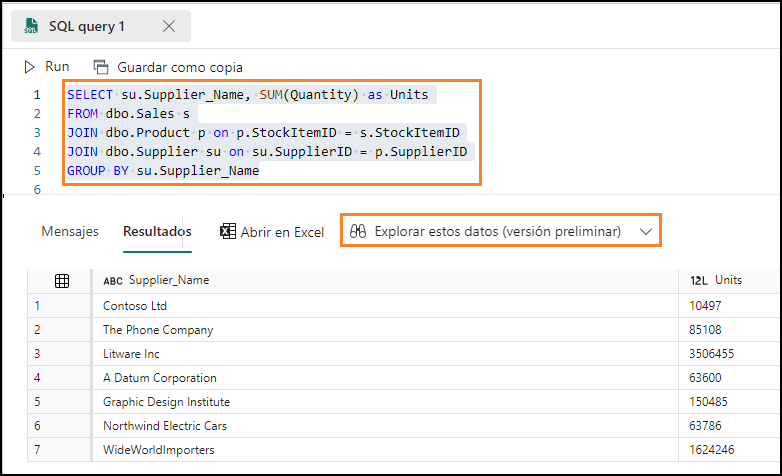 SQL query 1
Run Guardar como copia
1 SELECT su.Supplier_Name, SUM(Quantity) as Units
2 FROM dbo.Sales s
3 JOIN dbo.Product p on p.StockItemID = s.StockItemID
4 JOIN dbo.Supplier su on su.SupplierID = p.SupplierID
5 GROUP BY su.Supplier_Name
6
Mensajes Resultados Abrir en Excel Explorar estos datos (versión preliminar)
ABC Supplier_Name 12L Units
1 Contoso Ltd 10497
2 The Phone Company 85108
3 Litware Inc 3506455
4 A Datum Corporation 63600
5 Graphic Design Institute 150485
6 Northwind Electric Cars 63786
7 WideWorldImporters 1624246